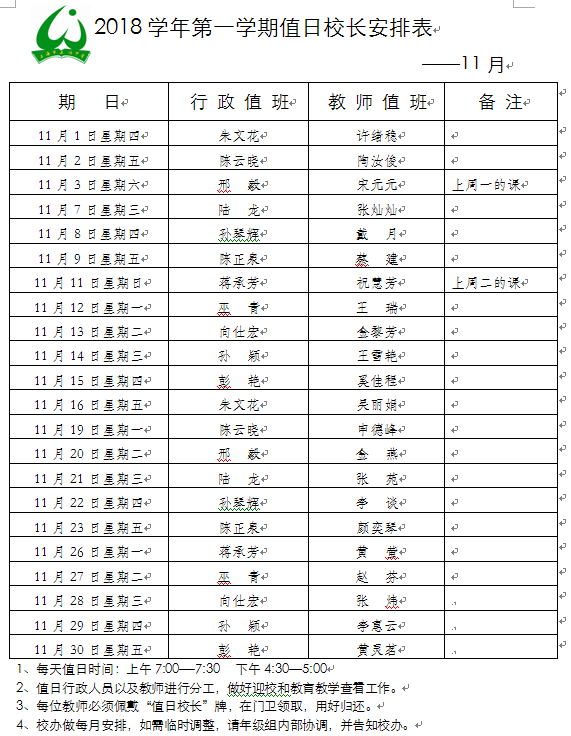 2018 学年第一学期值日校长安排表
——11 月
期 日 行 政 值 班 教 师 值 班 备 注
11 月 1 日星期四 朱文花 许绪稳
11 月 2 日星期五 陈云晓 陶汝俊
11 月 3 日星期六 邢 毅 宋元元 上周一的课
11 月 7 日星期三 陆 龙 张灿灿
11 月 8 日星期四 孙琴辉 戴 月
11 月 9 日星期五 陈正泉 蔡 建
11 月 11 日星期日 蒋承芳 祝慧芳 上周二的课
11 月 12 日星期一 巫 青 王 瑞
11 月 13 日星期二 向仕宏 金黎芳
11 月 14 日星期三 孙 颖 王雪艳
11 月 15 日星期四 彭 艳 奚佳程
11 月 16 日星期五 朱文花 吴丽娟
11 月 19 日星期一 陈云晓 申德峰
11 月 20 日星期二 邢 毅 金 燕
11 月 21 日星期三 陆 龙 张 苑
11 月 22 日星期四 孙琴辉 李 谈
11 月 23 日星期五 陈正泉 颜奕琴
11 月 26 日星期一 蒋承芳 黄 莹
11 月 27 日星期二 巫 青 赵 芬
11 月 28 日星期三 向仕宏 张 炜
11 月 29 日星期四 孙 颖 李惠云
11 月 30 日星期五 彭 艳 黄灵茗
1、每天值日时间：上午 7:00—-7:30 下午 4:30—5:00
2、值日行政人员以及教师进行分工，做好迎校和教育教学查看工作。
3、每位教师必须佩戴“值日校长”牌，在门卫领取，用好归还。
4、校办做每月安排，如需临时调整，请年级组内部协调，并告知校办。